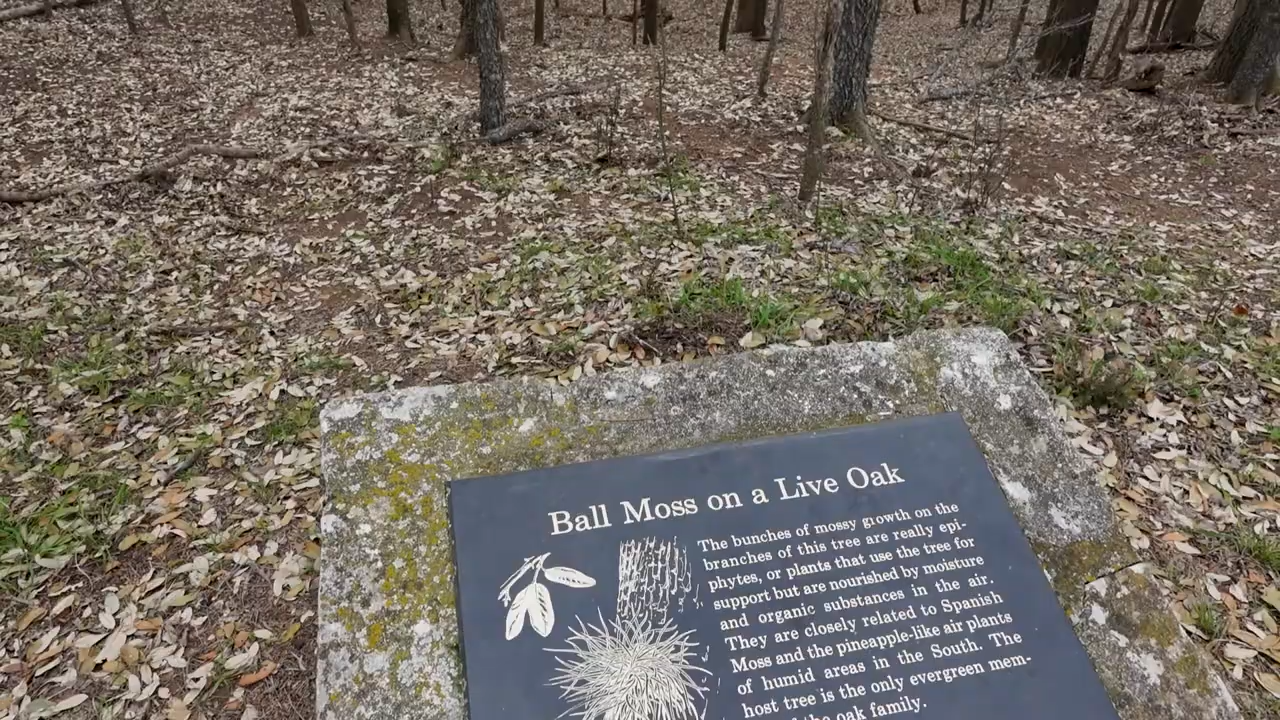 Ball Moss on a Live Oak
The bunches of mossy growth on the
branches of this tree are really epi-
phytes, or plants that use the tree for
support but are nourished by moisture
and organic substances in the air.
They are closely related to Spanish
Moss and the pineapple-like air plants
of humid areas in the South. The
host tree is the only evergreen mem-
the oak family.